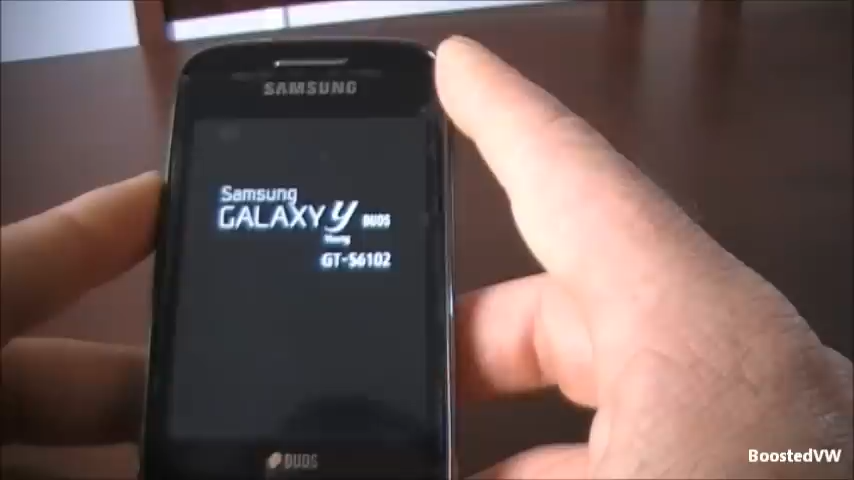 SAMSUNG
Samsung
GALAXY y DUOS
Young
GT-S6102
DUOS
BoostedVW